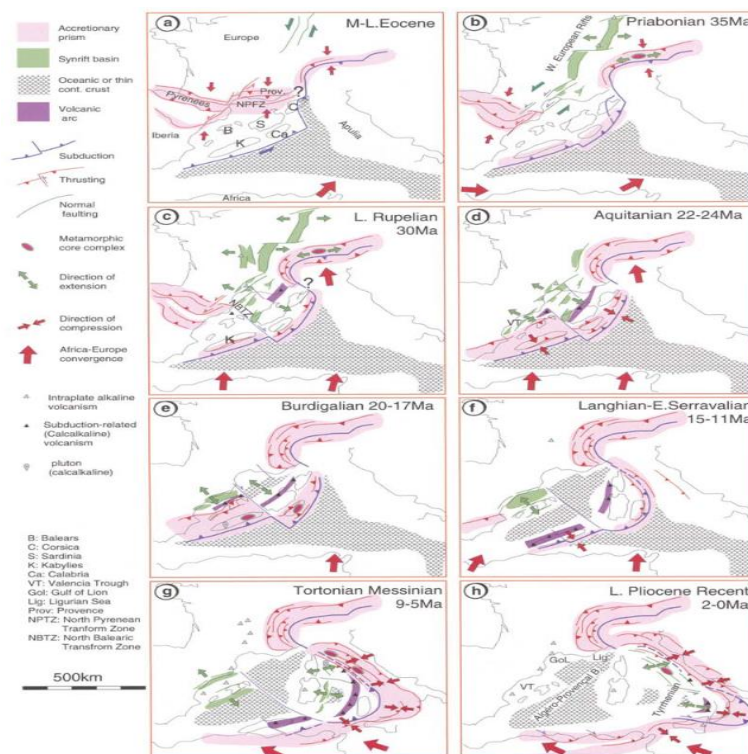 Accretionary
prism
Synrift basin
Oceanic or thin
cont. crust
Volcanic
arc
Subduction
Thrusting
Normal
faulting
Metamorphic
core complex
Direction of
extension
Direction of
compression
Africa-Europe
convergence
Intraplate alkaline
volcanism
Subduction-related
(Calcalkaline)
volcanism
pluton
(calcalkaline)
B: Balears
C: Corsica
S: Sardinia
K: Kabylies
Ca: Calabria
VT: Valencia Trough
Gol: Gulf of Lion
Lig: Ligurian Sea
Prov: Provence
NPTZ: North Pyrenean
Tranform Zone
NBTZ: North Balearic
Transfrom Zone
500km
a
M-L.Eocene
Europe
Pyrenees
Prov.
?
NPFZ
C
Iberia
B
S
Ca
K
Apulia
Africa
b
Priabonian 35Ma
W. European Rifts
c
L. Rupelian
30Ma
?
NBTZ
K
d
Aquitanian 22-24Ma
VT
e
Burdigalian 20-17Ma
f
Langhian-E.Serravalian
15-11Ma
g
Tortonian Messinian
9-5Ma
h
L. Pliocene Recent
2-0Ma
GoL
Lig
VT
Algero-Provençal B.
Tyrrhenian